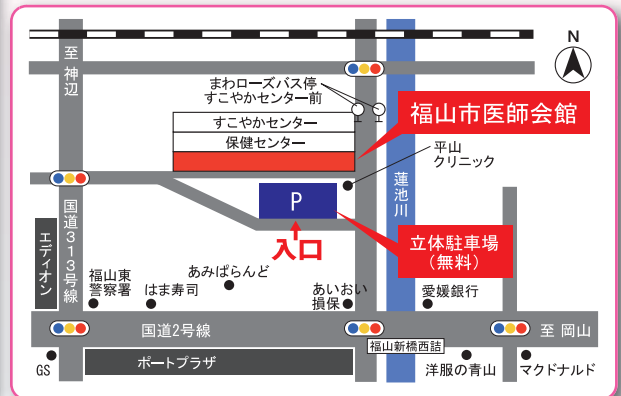 N
至 神辺
まわローズバス停
すこやかセンター前
福山市医師会館
すこやかセンター
保健センター
平山
クリニック
蓮池川
P
入口
立体駐車場
（無料）
国道313号線
エディオン
福山東
警察署
はま寿司
あみぱらんど
あいおい
損保
愛媛銀行
国道2号線
至 岡山
福山新橋西詰
GS
ポートプラザ
洋服の青山
マクドナルド